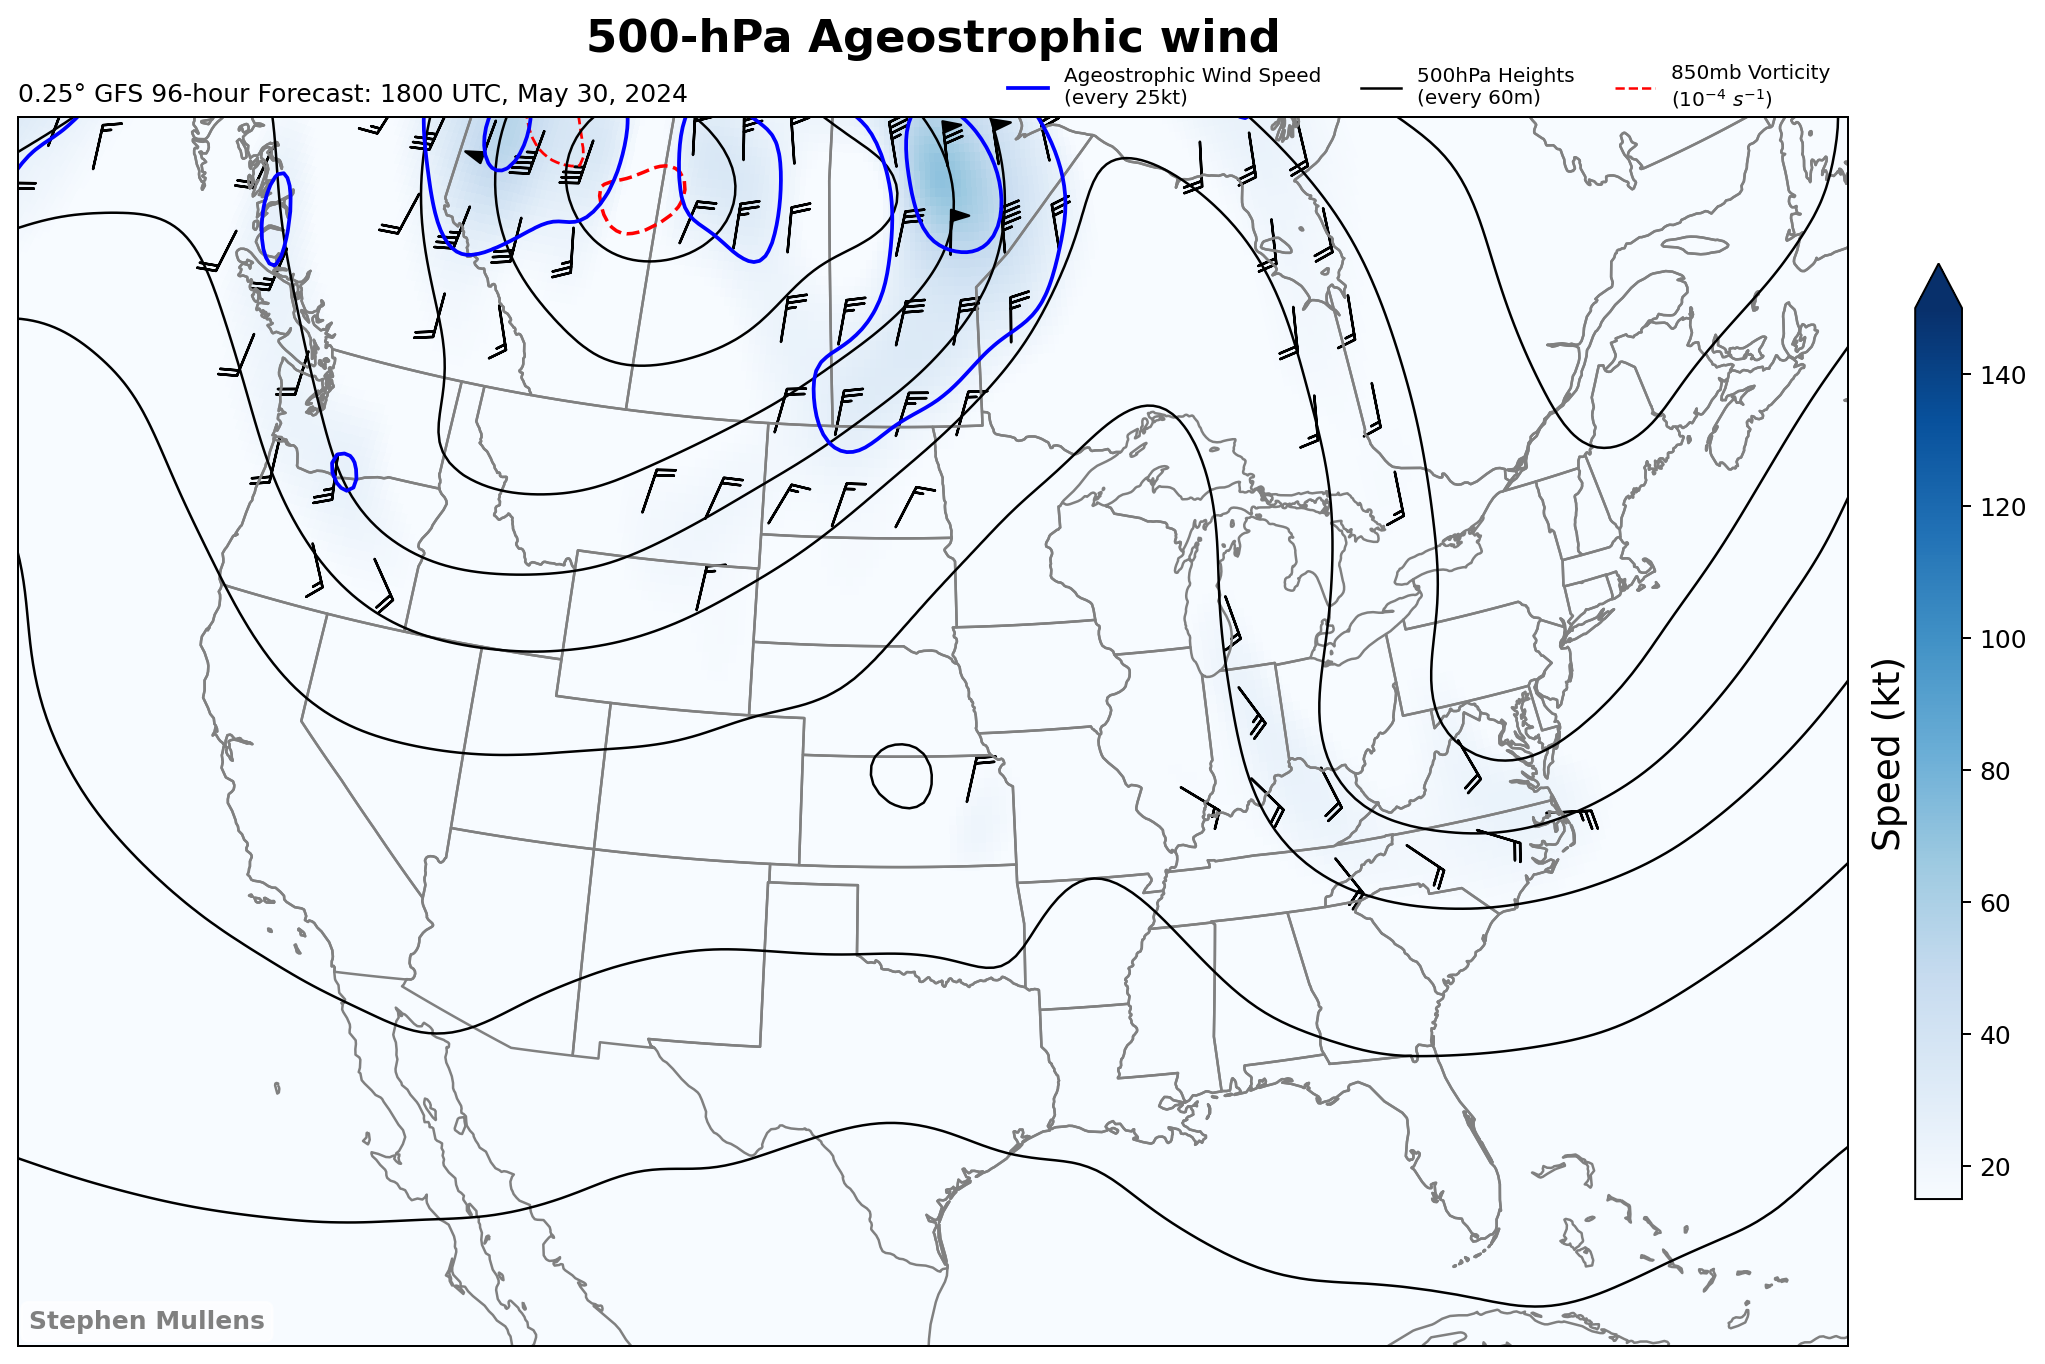 500-hPa Ageostrophic wind
0.25° GFS 96-hour Forecast: 1800 UTC, May 30, 2024
Ageostrophic Wind Speed
(every 25kt)
500hPa Heights
(every 60m)
850mb Vorticity
(10⁻⁴ s⁻¹)
140
120
100
80
60
40
20
Speed (kt)
Stephen Mullens